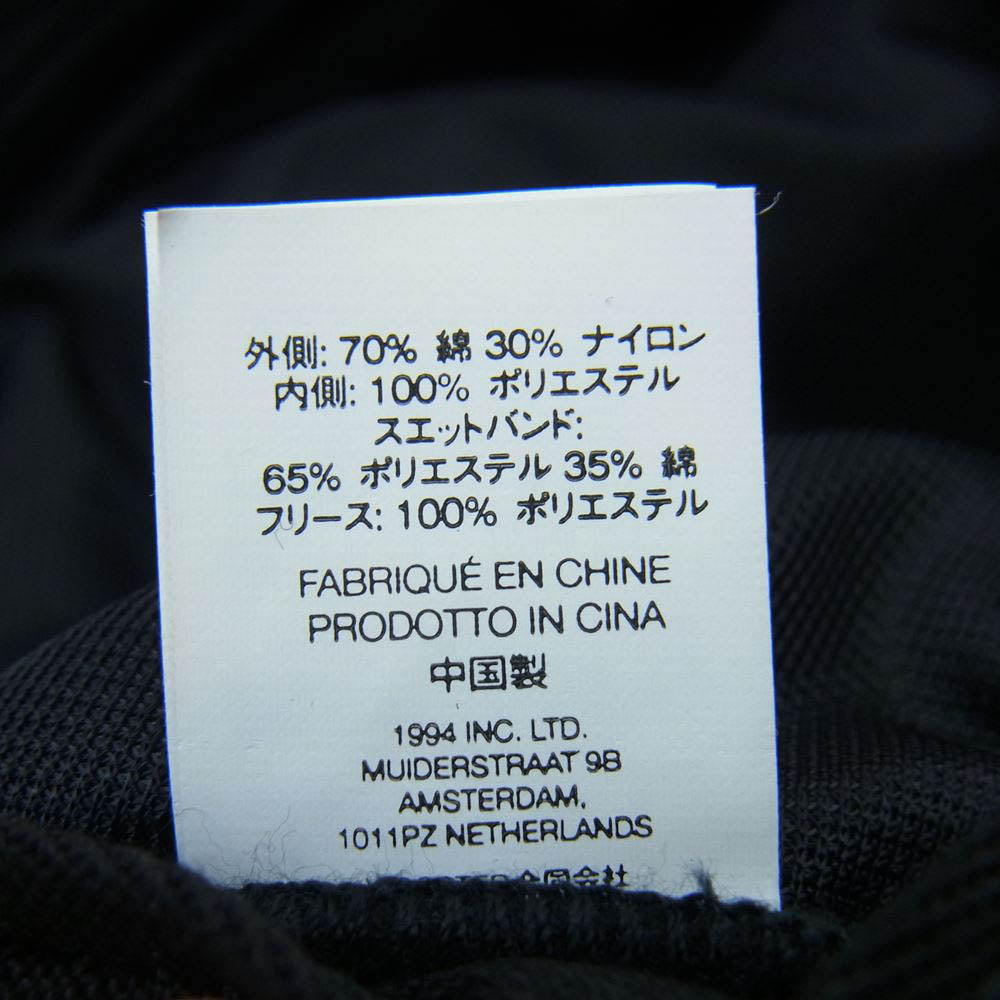 外側: 70% 綿 30% ナイロン
内側: 100% ポリエステル
スエットバンド:
65% ポリエステル 35% 綿
フリース: 100% ポリエステル
FABRIQUÉ EN CHINE
PRODOTTO IN CINA
中国製
1994 INC. LTD.
MUIDERSTRAAT 98
AMSTERDAM,
1011PZ NETHERLANDS